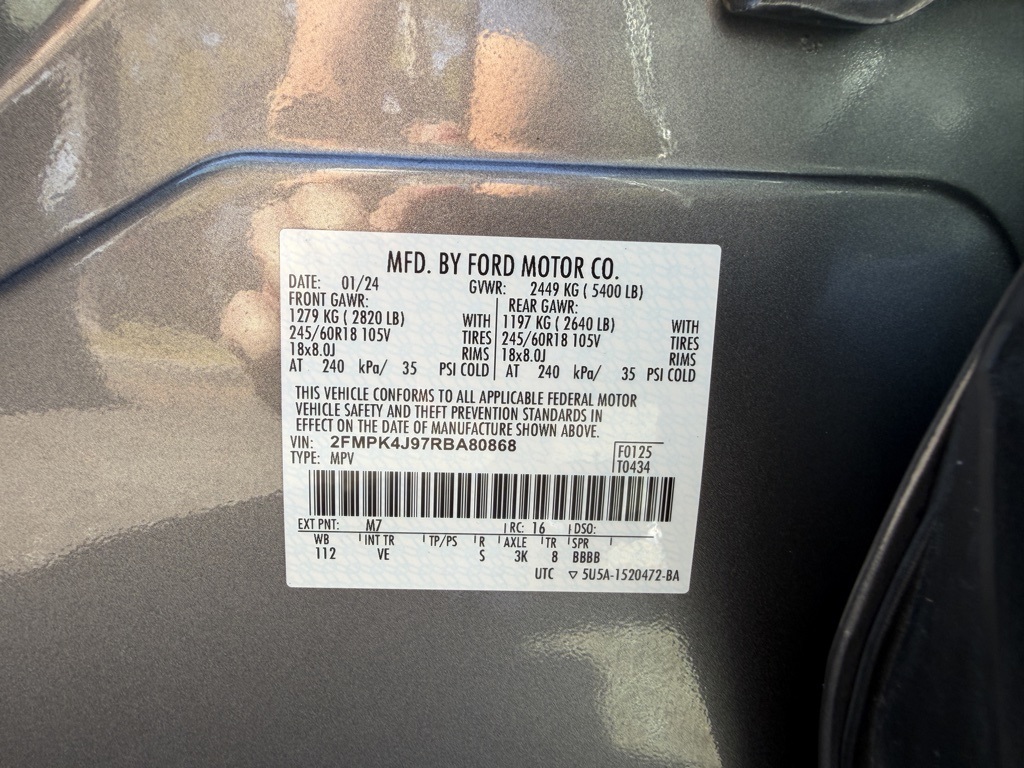 MFD. BY FORD MOTOR CO.
DATE: 01/24 GVWR: 2449 KG ( 5400 LB)
FRONT GAWR: REAR GAWR:
1279 KG ( 2820 LB) WITH 1197 KG ( 2640 LB) WITH
245/60R18 105V TIRES 245/60R18 105V TIRES
18x8.0J RIMS 18x8.0J RIMS
AT 240 kPa/ 35 PSI COLD AT 240 kPa/ 35 PSI COLD
THIS VEHICLE CONFORMS TO ALL APPLICABLE FEDERAL MOTOR
VEHICLE SAFETY AND THEFT PREVENTION STANDARDS IN
EFFECT ON THE DATE OF MANUFACTURE SHOWN ABOVE.
VIN: 2FMPK4J97RBA80868 F0125
TYPE: MPV T0434
EXT PNT: M7 RC: 16 DSO:
WB INT TR TP/PS R AXLE TR SPR
112 VE S 3K 8 BBBB
UTC ▽ 5U5A-1520472-BA